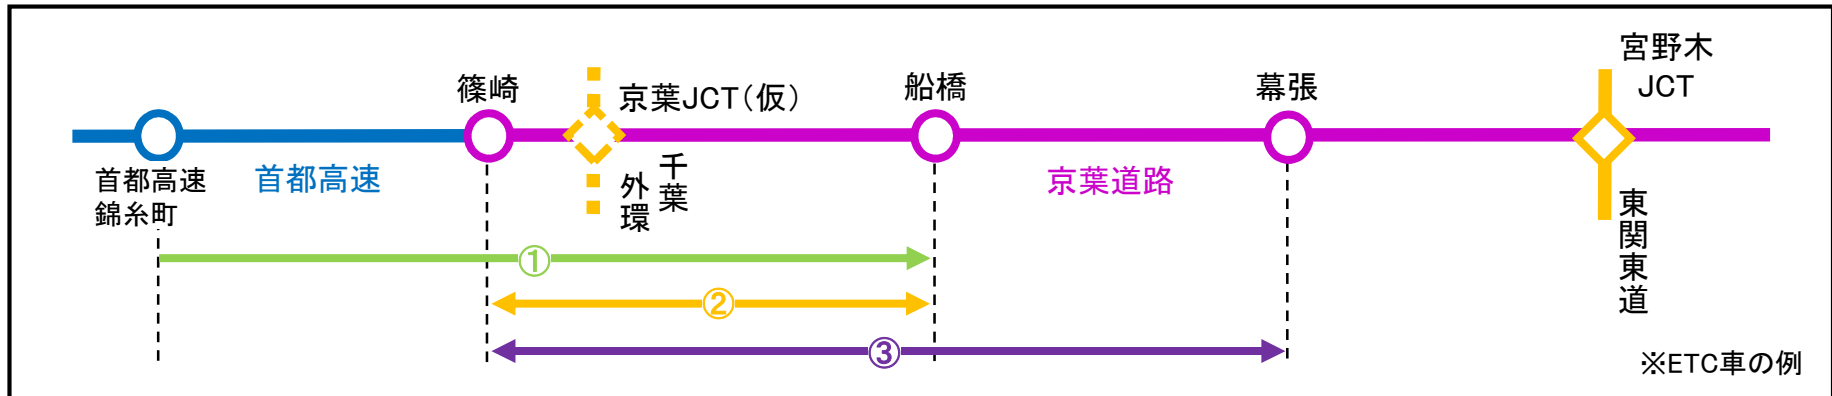 宮野木
JCT
篠崎
京葉JCT(仮)
船橋
幕張
首都高速
錦糸町
首都高速
外環
千葉
京葉道路
東関東道
①
②
③
※ETC車の例